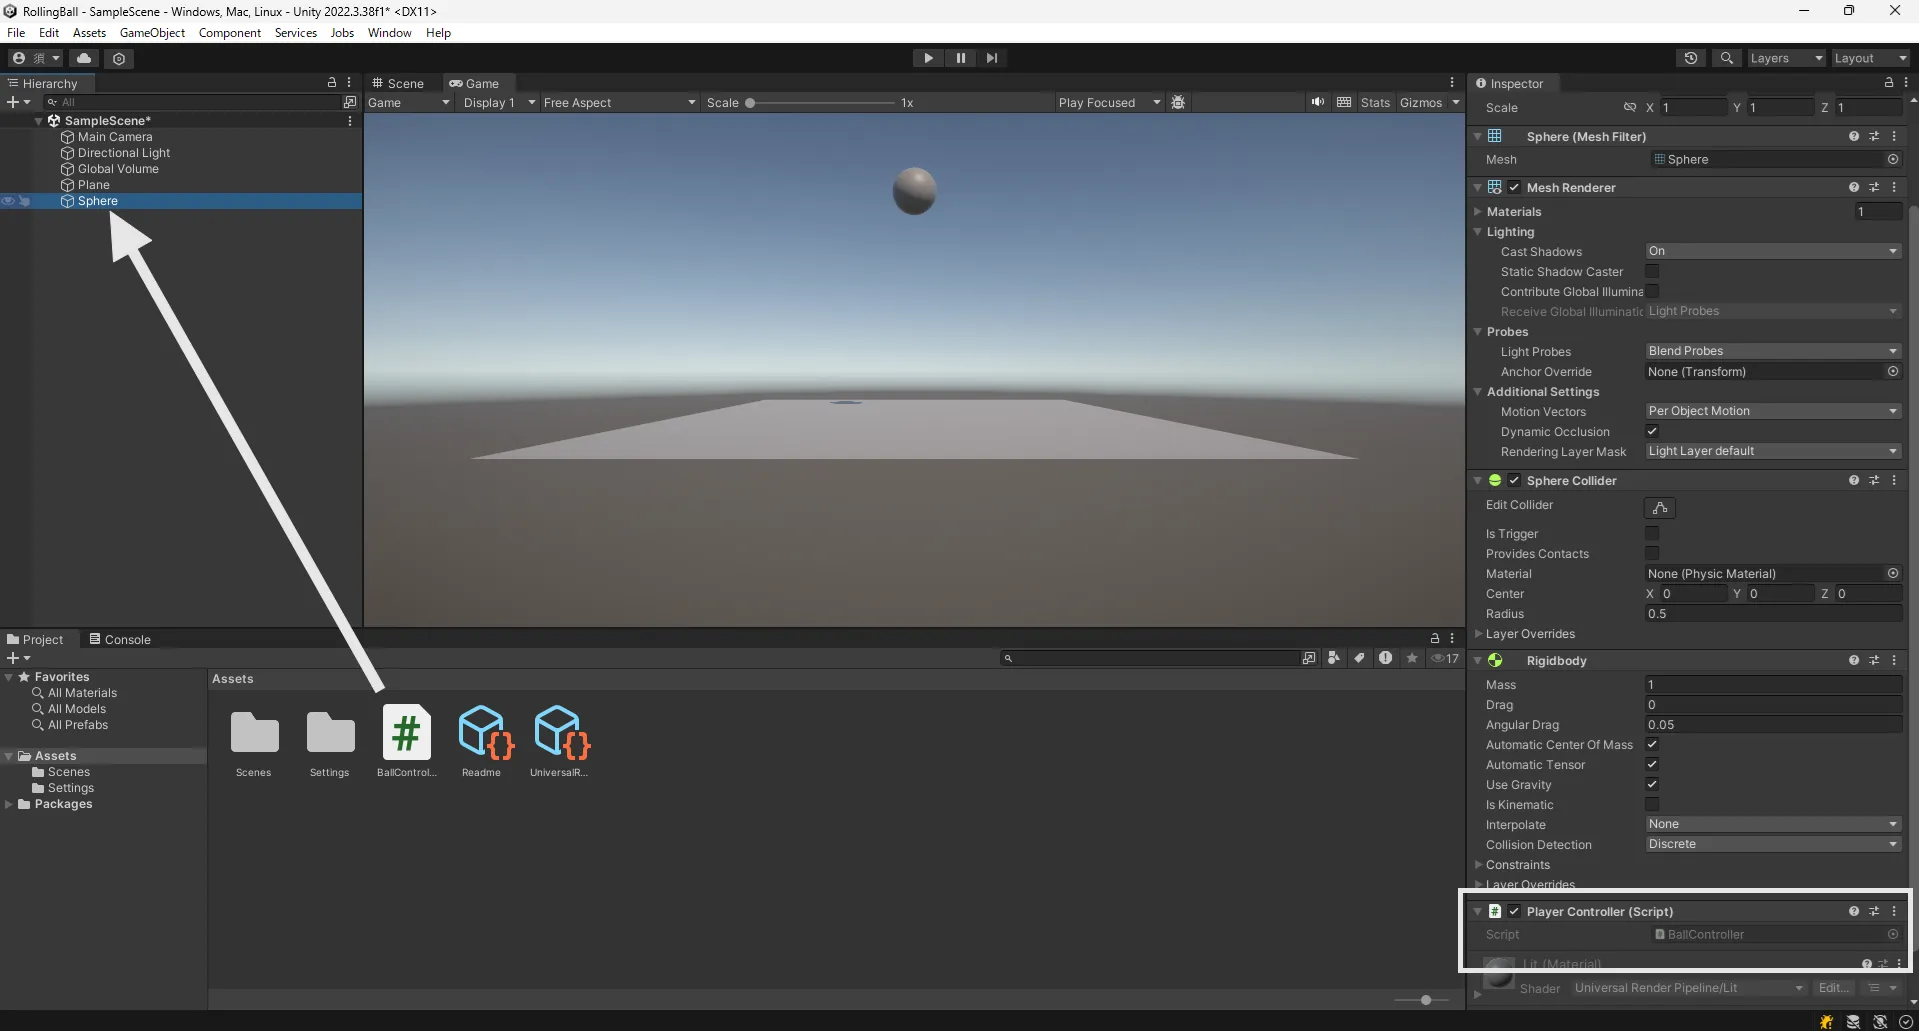 RollingBall - SampleScene - Windows, Mac, Linux - Unity 2022.3.38f1* <DX11>
File Edit Assets GameObject Component Services Jobs Window Help
須
Layers Layout
Hierarchy
All
SampleScene*
Main Camera
Directional Light
Global Volume
Plane
Sphere
Scene Game
Game Display 1 Free Aspect Scale 1x Play Focused Stats Gizmos
Inspector
Scale X 1 Y 1 Z 1
Sphere (Mesh Filter)
Mesh Sphere
Mesh Renderer
Materials 1
Lighting
Cast Shadows On
Static Shadow Caster
Contribute Global Illumina
Receive Global Illuminatic Light Probes
Probes
Light Probes Blend Probes
Anchor Override None (Transform)
Additional Settings
Motion Vectors Per Object Motion
Dynamic Occlusion
Rendering Layer Mask Light Layer default
Sphere Collider
Edit Collider
Is Trigger
Provides Contacts
Material None (Physic Material)
Center X 0 Y 0 Z 0
Radius 0.5
Layer Overrides
Rigidbody
Mass 1
Drag 0
Angular Drag 0.05
Automatic Center Of Mass
Automatic Tensor
Use Gravity
Is Kinematic
Interpolate None
Collision Detection Discrete
Constraints
Layer Overrides
# Player Controller (Script)
Script BallController
Lit (Material)
Shader Universal Render Pipeline/Lit Edit...
Project Console
17
Favorites
All Materials
All Models
All Prefabs
Assets
Scenes
Settings
Packages
Assets
#
Scenes Settings BallControl... Readme UniversalR...